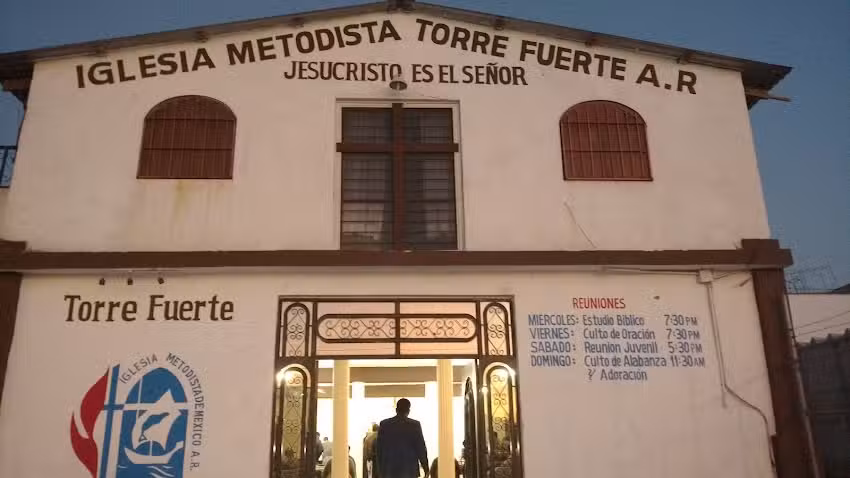 IGLESIA METODISTA TORRE FUERTE A.R
JESUCRISTO ES EL SEÑOR
Torre Fuerte
IGLESIA METODISTA DE MEXICO A.R.
REUNIONES
MIERCOLES: Estudio Biblico 7:30 PM
VIERNES: Culto de Oración 7:30 PM
SABADO: Reunion Juvenil 5:30 PM
DOMINGO: Culto de Alabanza 11:30 AM
y Adoración